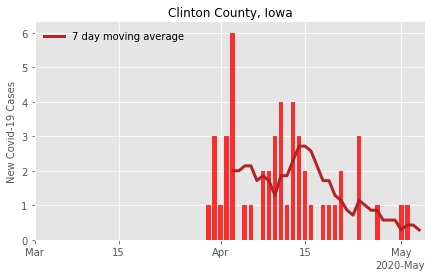 Clinton County, Iowa
7 day moving average
New Covid-19 Cases
6
5
4
3
2
1
0
Mar 15 Apr 15 May
2020-May